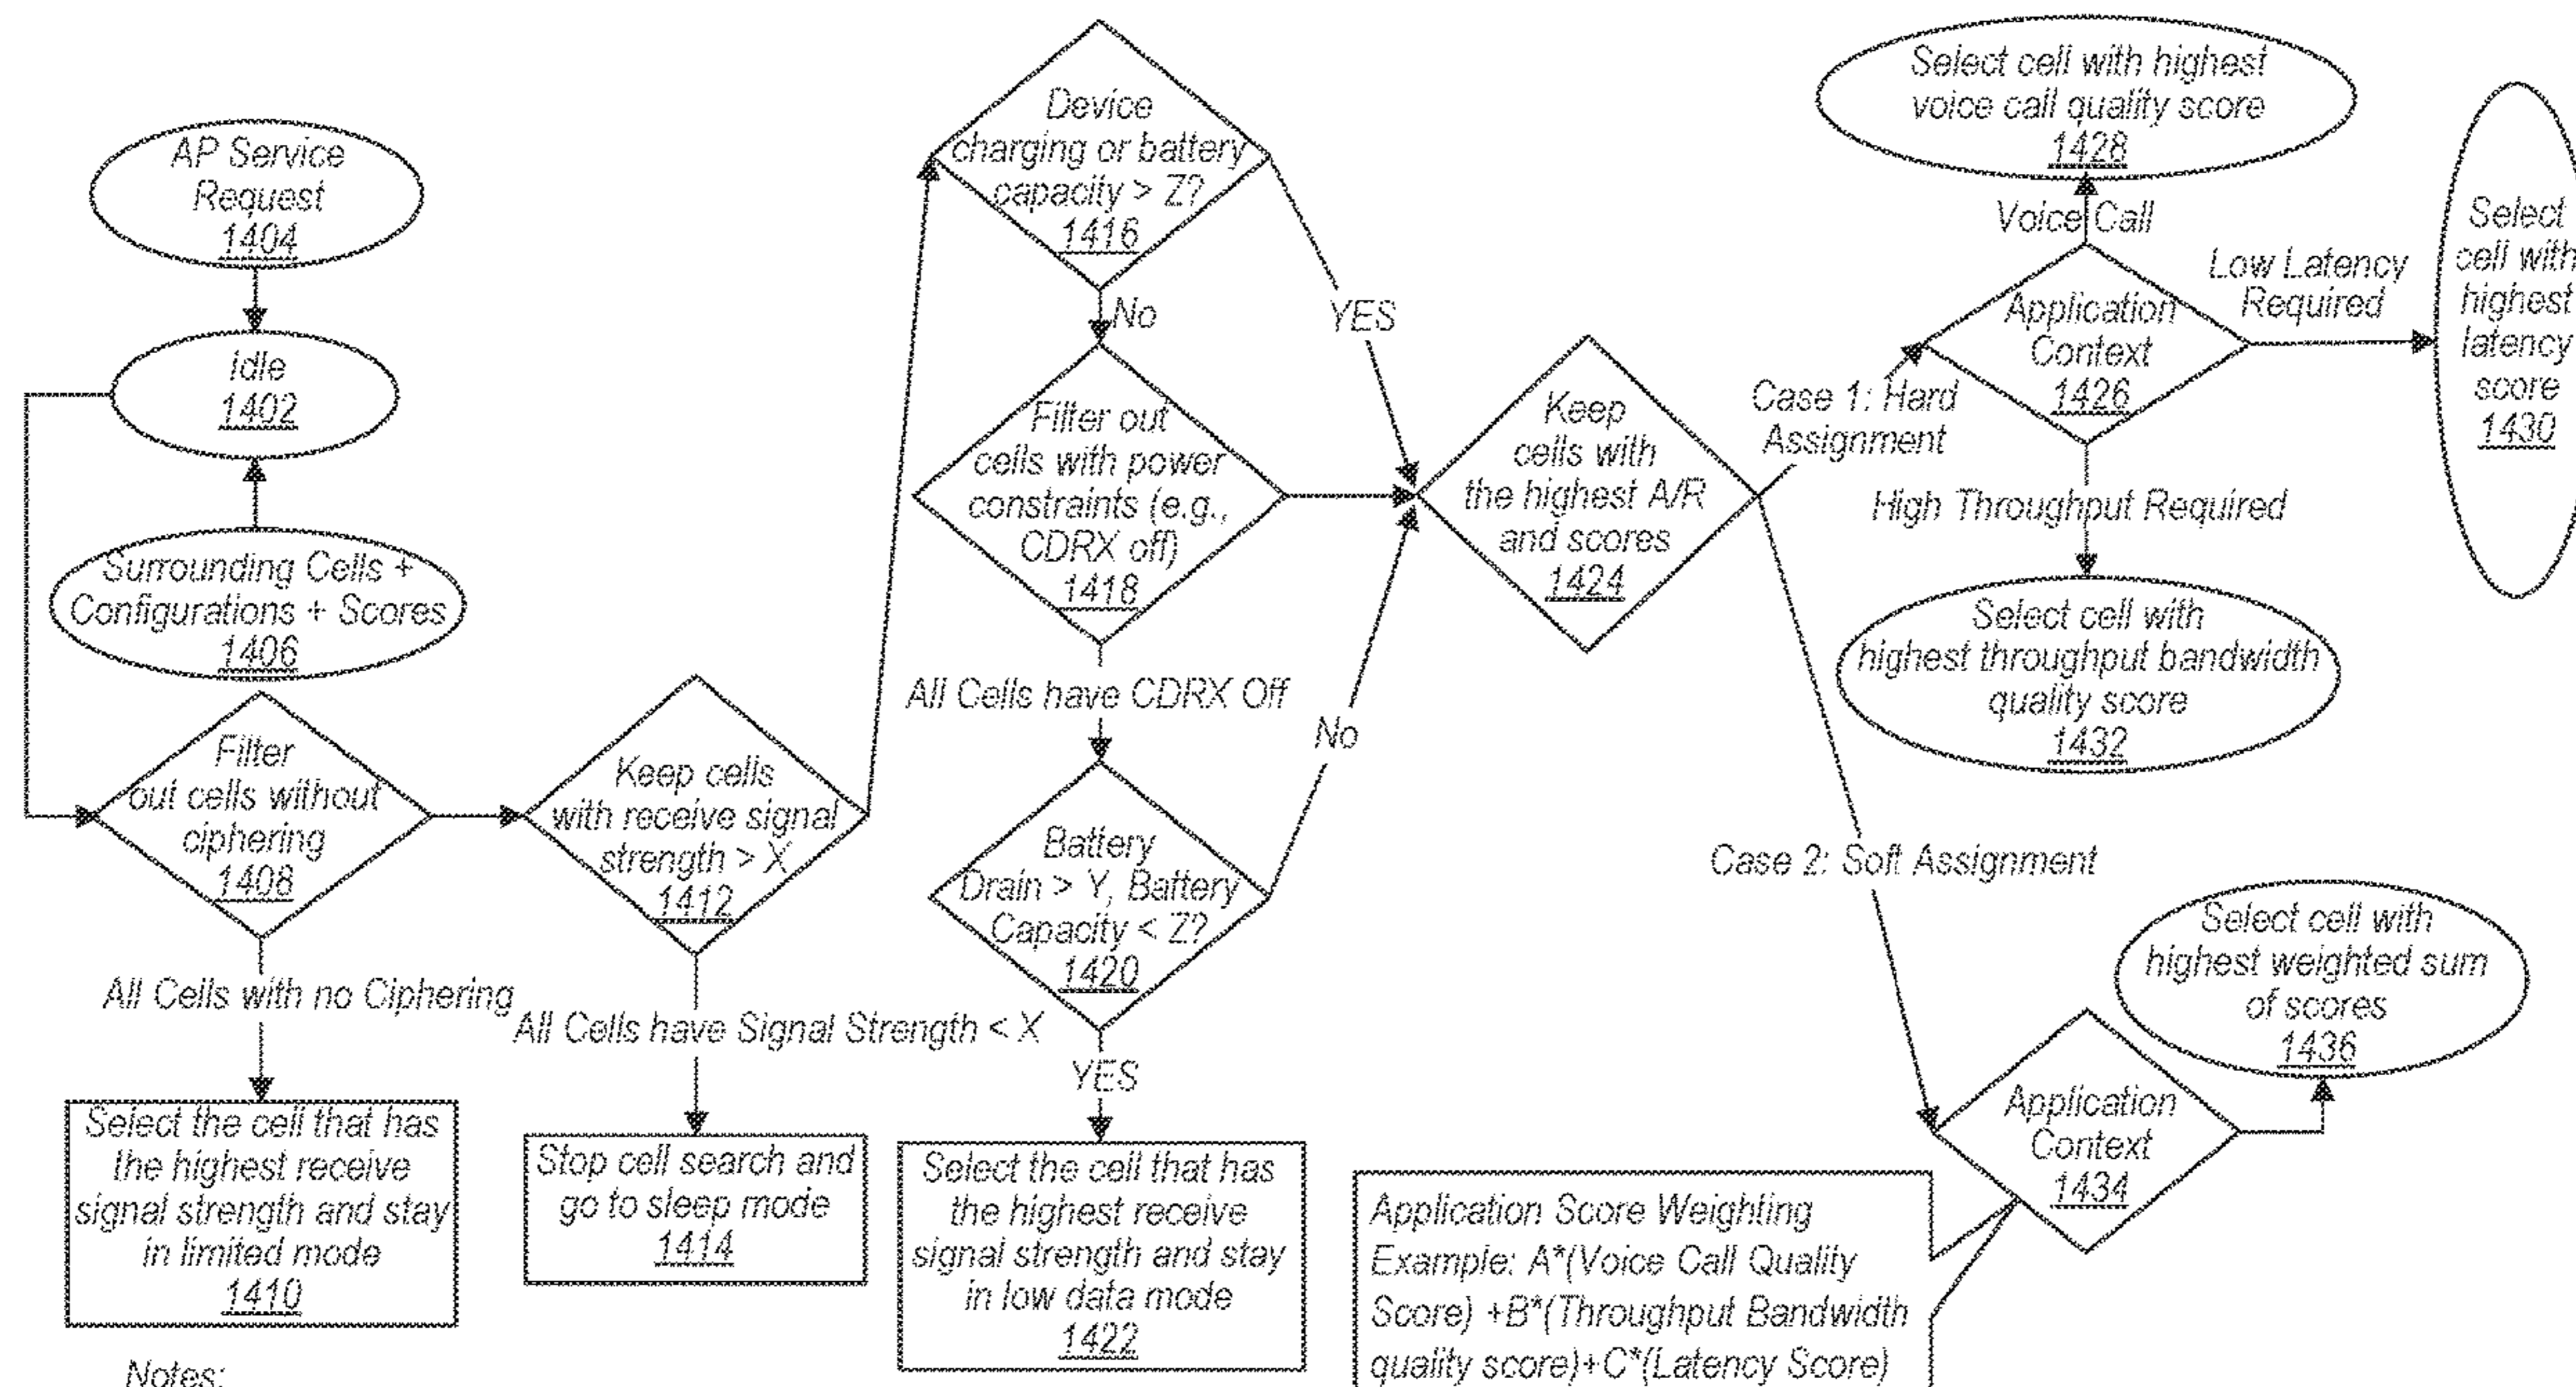 AP Service
Request
1404
Idle
1402
Surrounding Cells +
Configurations + Scores
1406
Filter
out cells without
ciphering
1408
All Cells with no Ciphering
Select the cell that has
the highest receive
signal strength and stay
in limited mode
1410
Notes:
Keep cells
with receive signal
strength > X
1412
All Cells have Signal Strength < X
Stop cell search and
go to sleep mode
1414
Device
charging or battery
capacity > Z?
1416
No
YES
Filter out
cells with power
constraints (e.g.,
CDRX off)
1418
All Cells have CDRX Off
Battery
Drain > Y, Battery
Capacity < Z?
1420
No
YES
Select the cell that has
the highest receive
signal strength and stay
in low data mode
1422
Keep
cells with
the highest A/R
and scores
1424
Case 1: Hard
Assignment
Application
Context
1426
Voice Call
Select cell with highest
voice call quality score
1428
Low Latency
Required
Select
cell with
highest
latency
score
1430
High Throughput Required
Select cell with
highest throughput bandwidth
quality score
1432
Case 2: Soft Assignment
Application
Context
1434
Select cell with
highest weighted sum
of scores
1436
Application Score Weighting
Example: A*(Voice Call Quality
Score) +B*(Throughput Bandwidth
quality score)+C*(Latency Score)